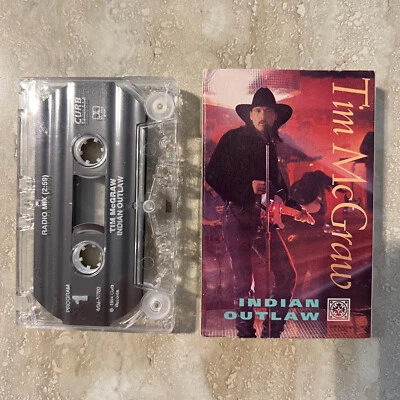 CURB
RADIO MIX (2:59)
TIM McGRAW
INDIAN OUTLAW
PROGRAM
1
Tim McGraw
INDIAN
OUTLAW